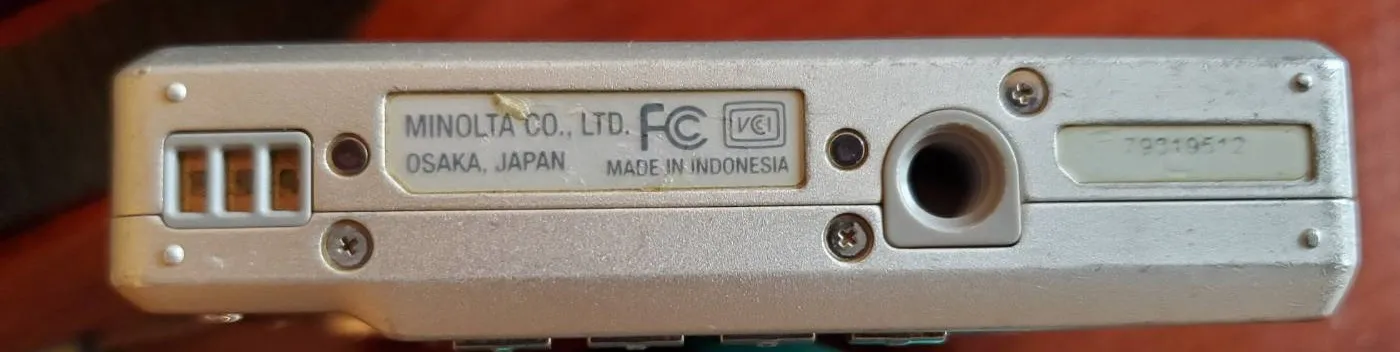 MINOLTA CO., LTD. FC VCI
OSAKA, JAPAN MADE IN INDONESIA
79319512